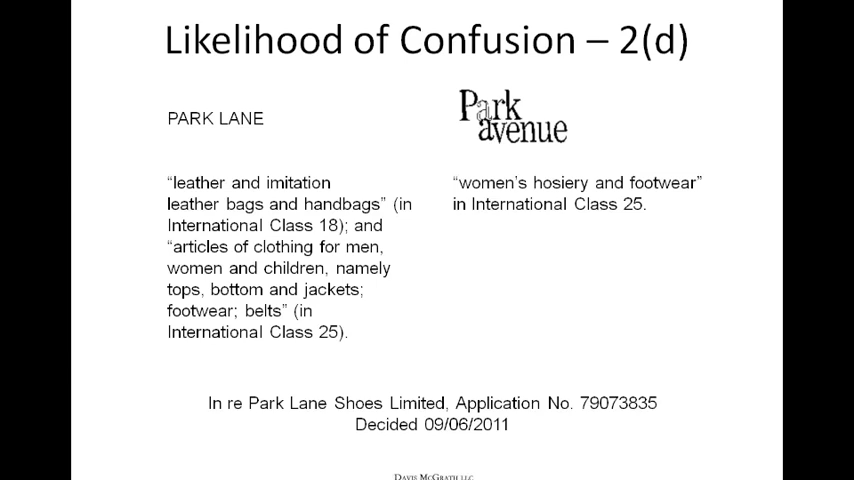 Likelihood of Confusion – 2(d)
PARK LANE
Park
avenue
“leather and imitation
leather bags and handbags” (in
International Class 18); and
“articles of clothing for men,
women and children, namely
tops, bottom and jackets;
footwear; belts” (in
International Class 25).
“women’s hosiery and footwear”
in International Class 25.
In re Park Lane Shoes Limited, Application No. 79073835
Decided 09/06/2011
DAVIS MCGRATH LLC